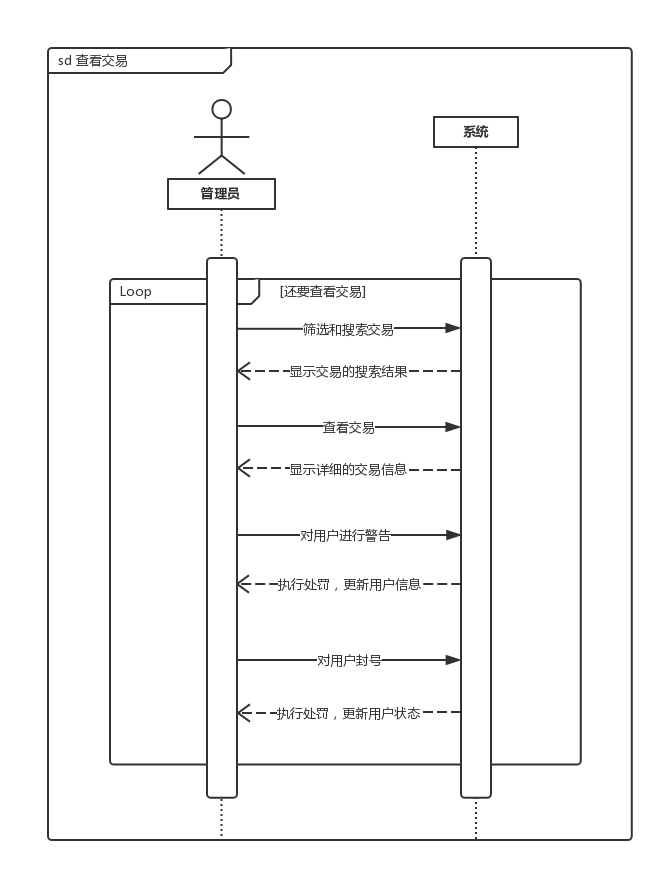 sd 查看交易
系统
管理员
Loop
[还要查看交易]
筛选和搜索交易
显示交易的搜索结果
查看交易
显示详细的交易信息
对用户进行警告
执行处罚，更新用户信息
对用户封号
执行处罚，更新用户状态